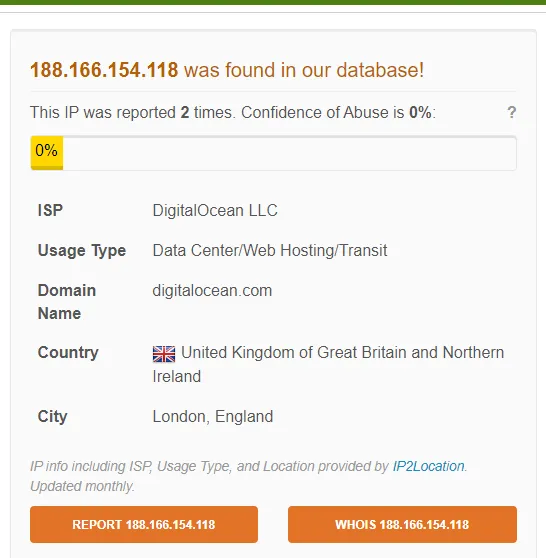 188.166.154.118 was found in our database!
This IP was reported 2 times. Confidence of Abuse is 0%: ?
0%
ISP DigitalOcean LLC
Usage Type Data Center/Web Hosting/Transit
Domain Name digitalocean.com
Country United Kingdom of Great Britain and Northern
Ireland
City London, England
IP info including ISP, Usage Type, and Location provided by IP2Location.
Updated monthly.
REPORT 188.166.154.118 WHOIS 188.166.154.118